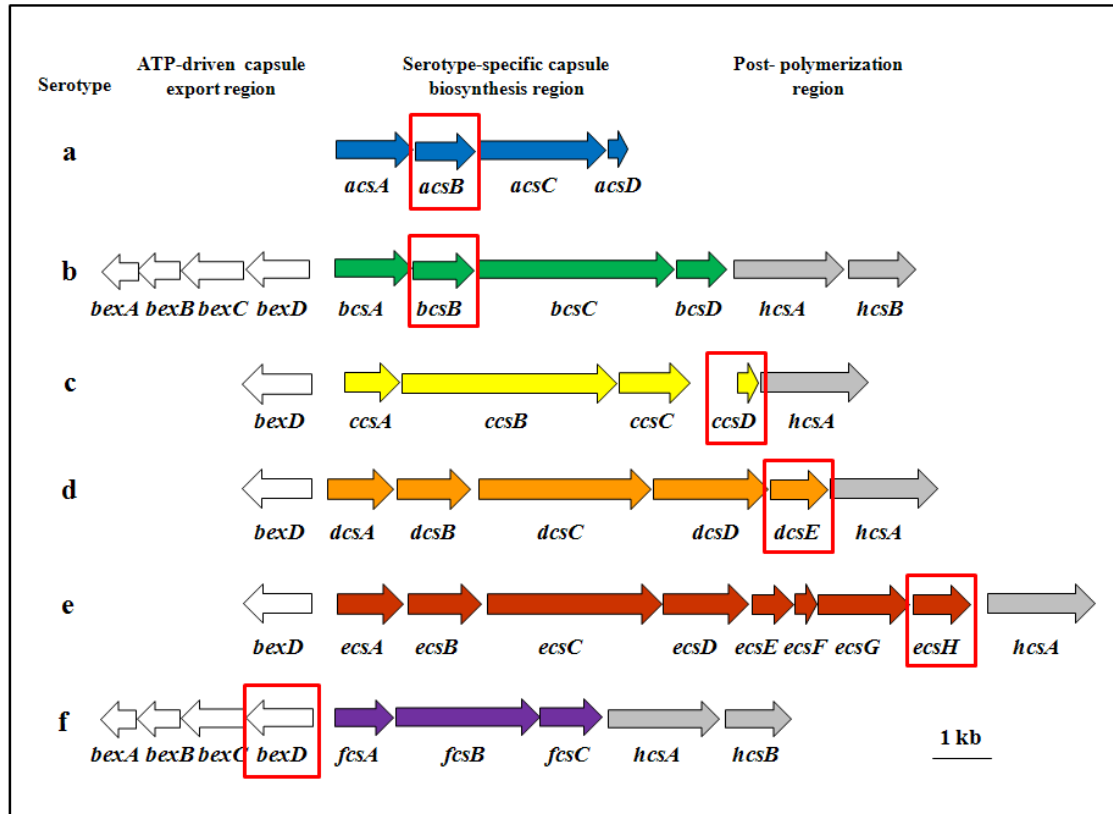 Serotype
ATP-driven capsule
export region
Serotype-specific capsule
biosynthesis region
Post- polymerization
region
a
acsA acsB acsC acsD
b
bexA bexB bexC bexD bcsA bcsB bcsC bcsD hcsA hcsB
c
bexD ccsA ccsB ccsC ccsD hcsA
d
bexD dcsA dcsB dcsC dcsD dcsE hcsA
e
bexD ecsA ecsB ecsC ecsD ecsE ecsF ecsG ecsH hcsA
f
bexA bexB bexC bexD fcsA fcsB fcsC hcsA hcsB
1 kb